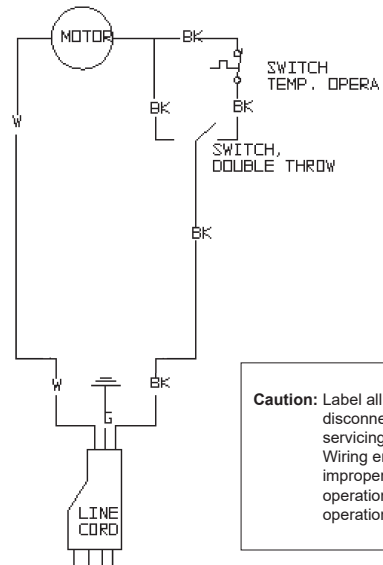 MOTOR
BK
SWITCH
TEMP. OPERA
BK
BK
W
SWITCH,
DOUBLE THROW
BK
W
BK
G
LINE
CORD
Caution: Label all
disconne
servicing
Wiring er
improper
operation
operation